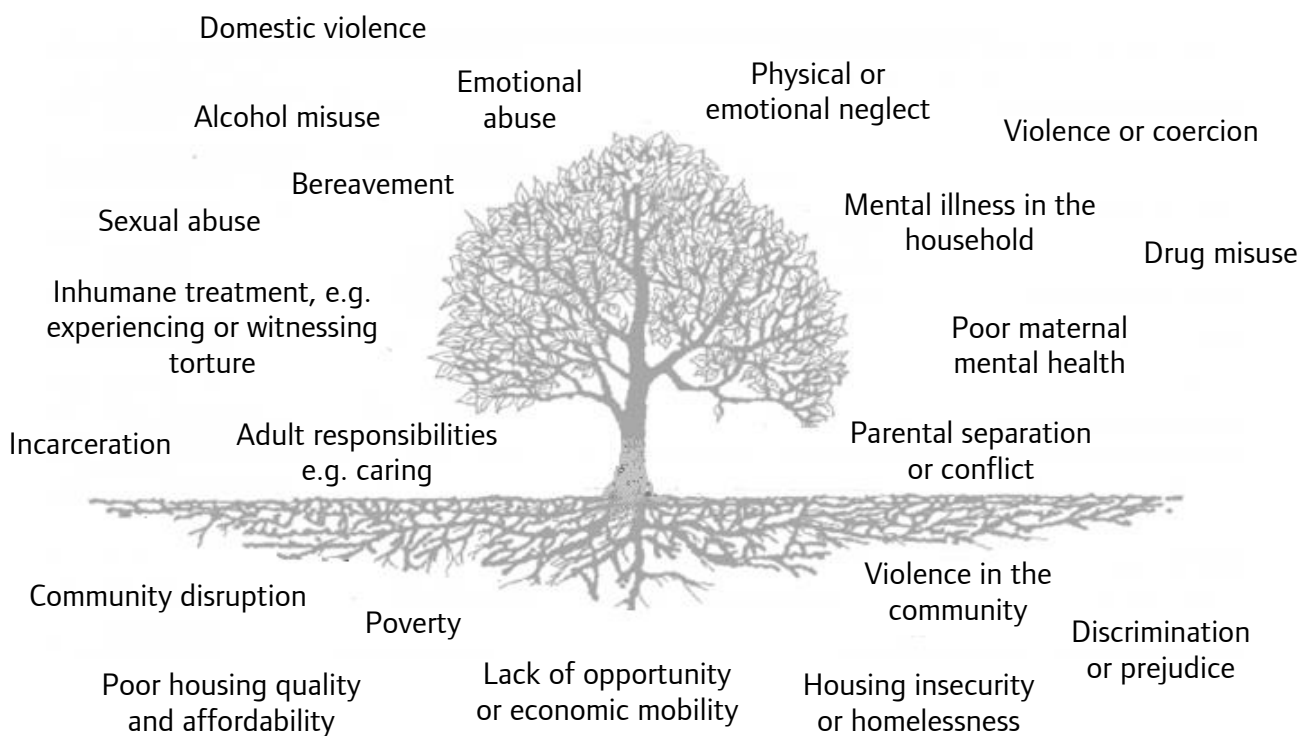 Domestic violence
Emotional
abuse
Physical or
emotional neglect
Alcohol misuse
Violence or coercion
Bereavement
Sexual abuse
Mental illness in the
household
Drug misuse
Inhumane treatment, e.g.
experiencing or witnessing
torture
Poor maternal
mental health
Incarceration
Adult responsibilities
e.g. caring
Parental separation
or conflict
Community disruption
Poverty
Violence in the
community
Discrimination
or prejudice
Poor housing quality
and affordability
Lack of opportunity
or economic mobility
Housing insecurity
or homelessness